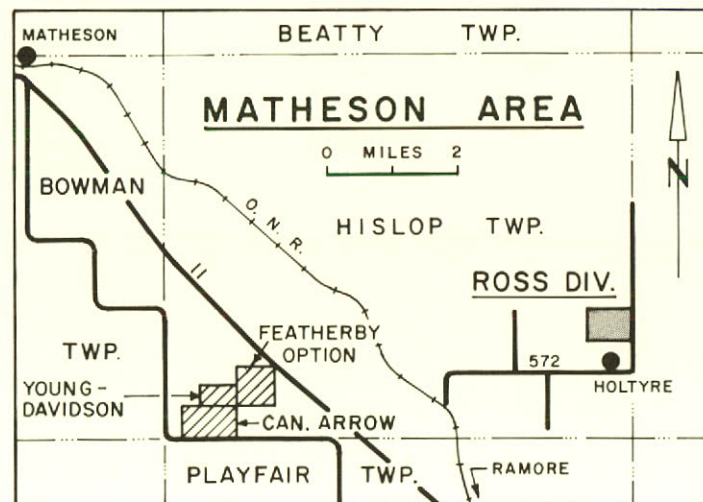 BEATTY TWP.
MATHESON
MATHESON AREA
0 MILES 2
N
BOWMAN
O. N. R.
HISLOP TWP.
11
ROSS DIV.
FEATHERBY
OPTION
TWP.
572
YOUNG-
DAVIDSON
HOLTYRE
CAN. ARROW
PLAYFAIR TWP.
RAMORE